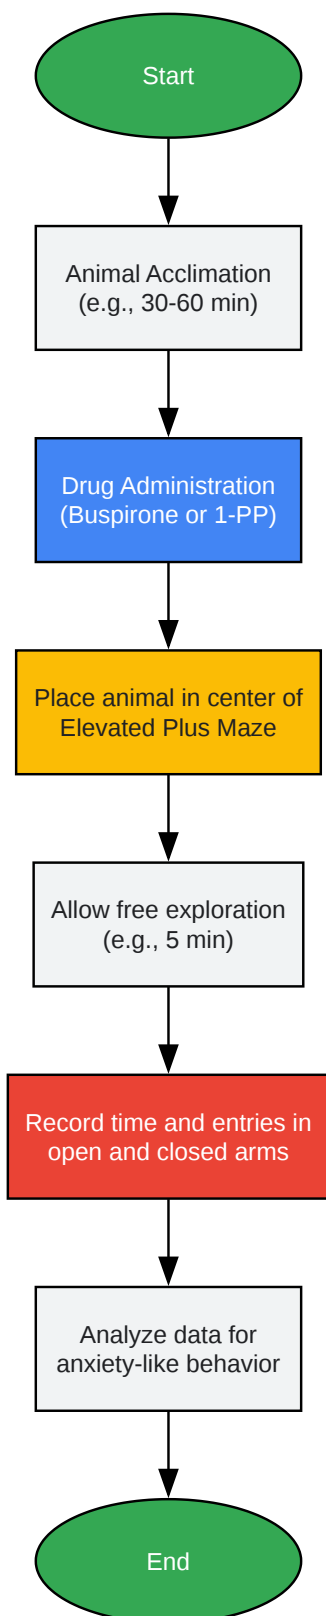 Start
Animal Acclimation
(e.g., 30-60 min)
Drug Administration
(Buspirone or 1-PP)
Place animal in center of
Elevated Plus Maze
Allow free exploration
(e.g., 5 min)
Record time and entries in
open and closed arms
Analyze data for
anxiety-like behavior
End